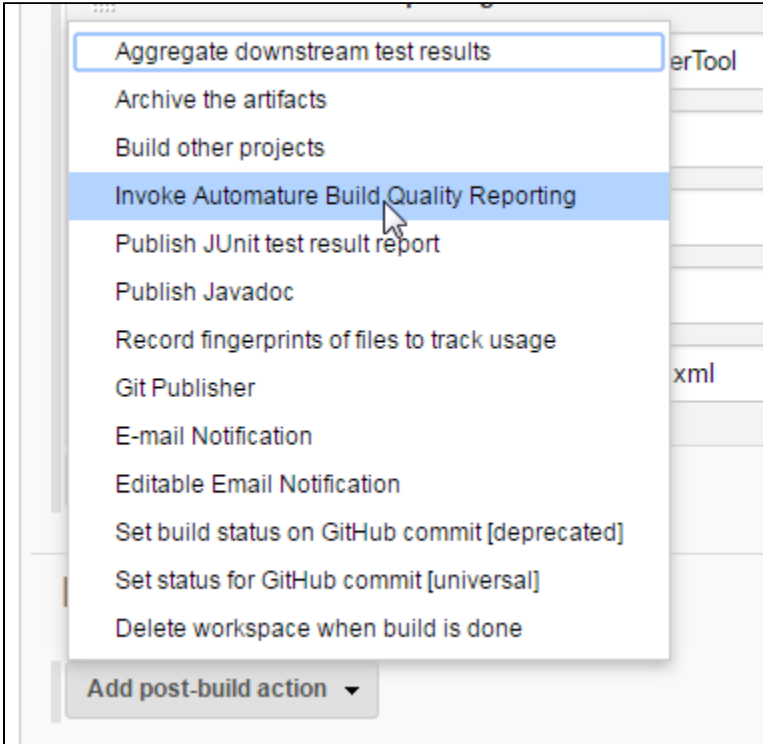 Aggregate downstream test results
erTool
Archive the artifacts
Build other projects
Invoke Automature Build Quality Reporting
Publish JUnit test result report
Publish Javadoc
Record fingerprints of files to track usage
xml
Git Publisher
E-mail Notification
Editable Email Notification
Set build status on GitHub commit [deprecated]
Set status for GitHub commit [universal]
Delete workspace when build is done
Add post-build action